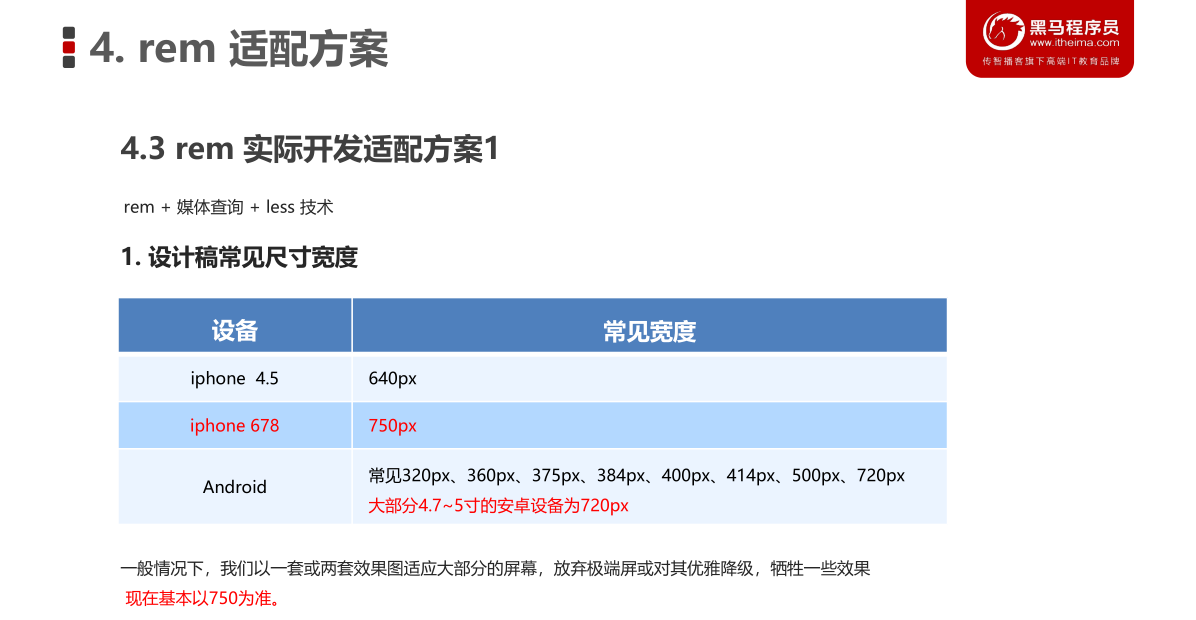 4. rem 适配方案
黑马程序员
www.itheima.com
传智播客旗下高端IT教育品牌
4.3 rem 实际开发适配方案1
rem + 媒体查询 + less 技术
1. 设计稿常见尺寸宽度
设备 常见宽度
iphone 4.5 640px
iphone 678 750px
Android 常见320px、360px、375px、384px、400px、414px、500px、720px
大部分4.7~5寸的安卓设备为720px
一般情况下，我们以一套或两套效果图适应大部分的屏幕，放弃极端屏或对其优雅降级，牺牲一些效果
现在基本以750为准。